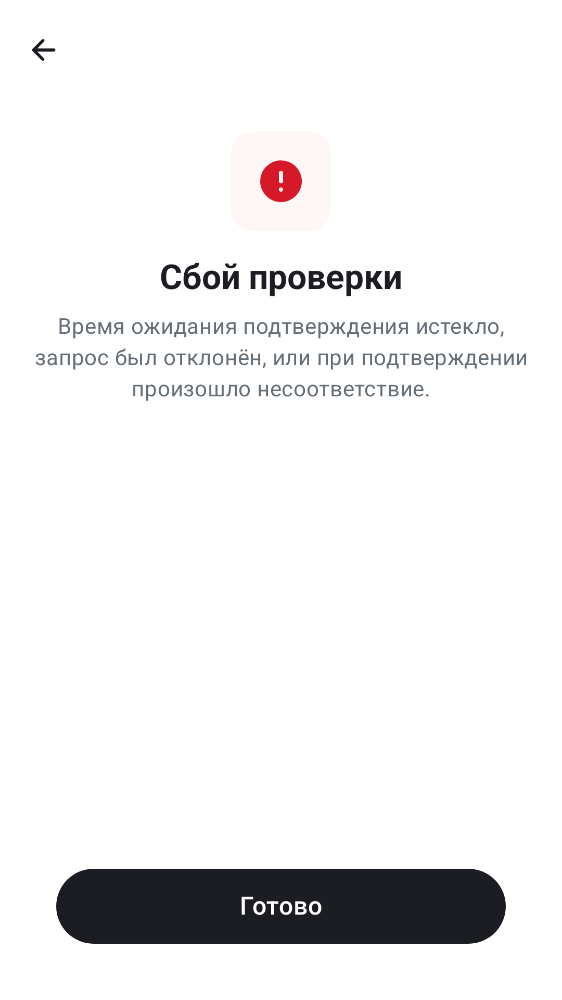 Сбой проверки
Время ожидания подтверждения истекло,
запрос был отклонён, или при подтверждении
произошло несоответствие.
Готово